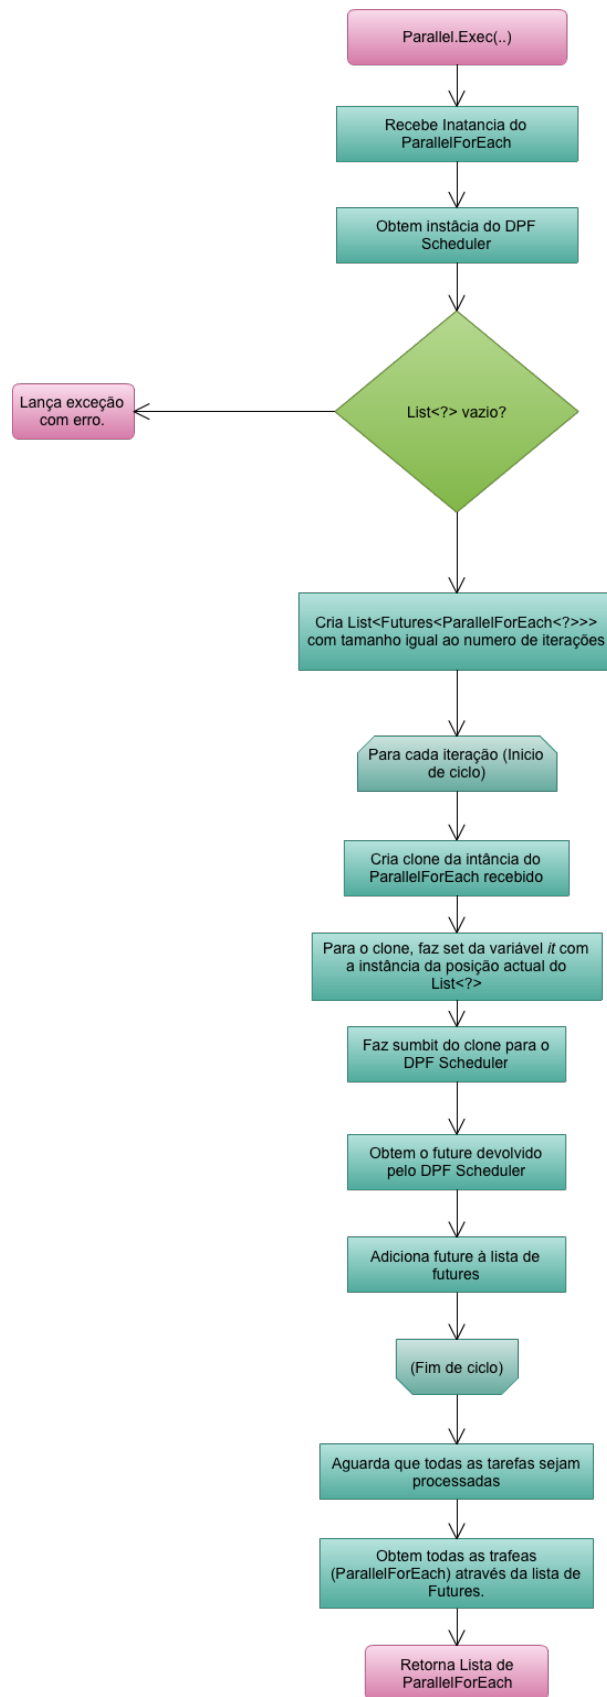 Parallel.Exec(..)
Recebe Inatancia do
ParallelForEach
Obtem instâcia do DPF
Scheduler
List<?> vazio?
Lança exceção
com erro.
Cria List<Futures<ParallelForEach<?>>>
com tamanho igual ao numero de iterações
Para cada iteração (Inicio
de ciclo)
Cria clone da intância do
ParallelForEach recebido
Para o clone, faz set da variável it com
a instância da posição actual do
List<?>
Faz sumbit do clone para o
DPF Scheduler
Obtem o future devolvido
pelo DPF Scheduler
Adiciona future à lista de
futures
(Fim de ciclo)
Aguarda que todas as tarefas sejam
processadas
Obtem todas as trafeas
(ParallelForEach) através da lista de
Futures.
Retorna Lista de
ParallelForEach